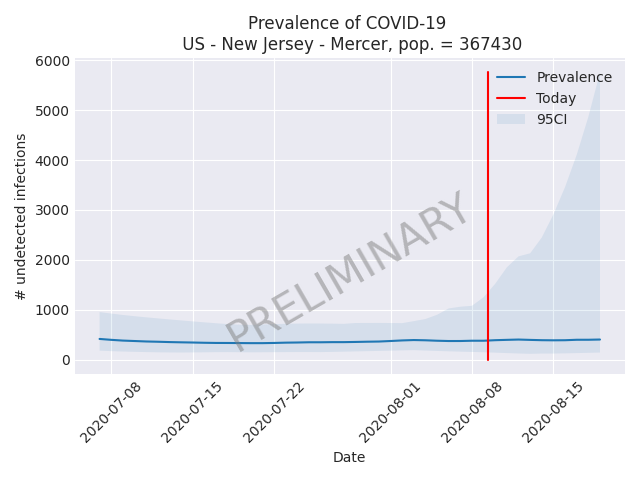 Prevalence of COVID-19
US - New Jersey - Mercer, pop. = 367430
6000
5000
4000
3000
2000
1000
0
# undetected infections
Prevalence
Today
95CI
PRELIMINARY
2020-07-08
2020-07-15
2020-07-22
2020-08-01
2020-08-08
2020-08-15
Date